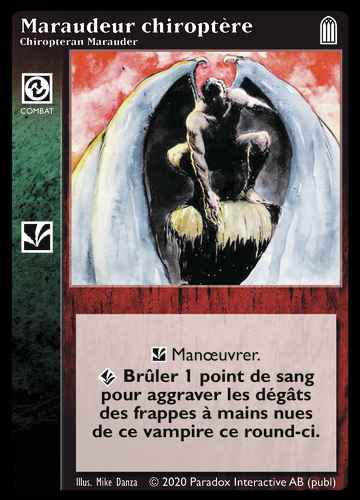 Maraudeur chiroptère
Chiropteran Marauder
COMBAT
Manœuvrer.
Brûler 1 point de sang
pour aggraver les dégâts
des frappes à mains nues
de ce vampire ce round-ci.
Illus. Mike Danza © 2020 Paradox Interactive AB (publ)